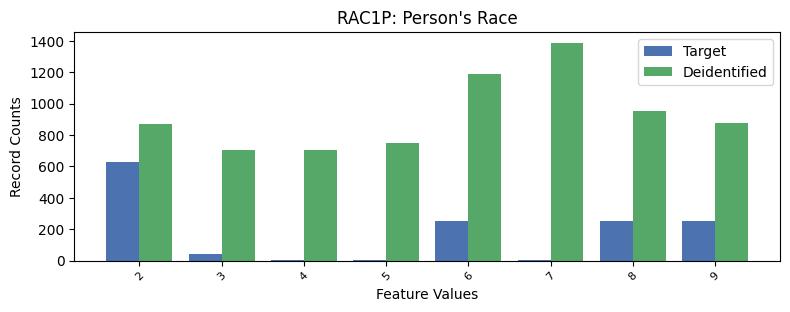 RAC1P: Person's Race
Target
Deidentified
Record Counts
1400
1200
1000
800
600
400
200
0
2 3 4 5 6 7 8 9
Feature Values